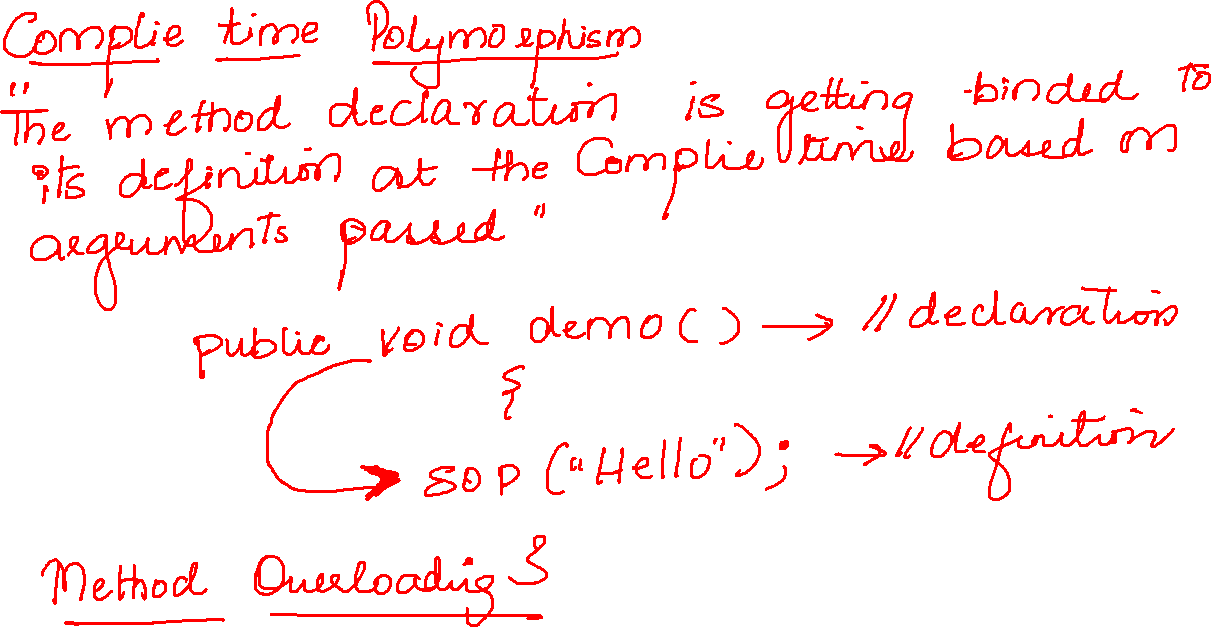 Complie time Polymorphism
"The method declaration is getting binded to
its definition at the Complie time based on
arguments passed"
public void demo() → // declaration
{
SOP ("Hello"); → // definition
}
Method Overloading